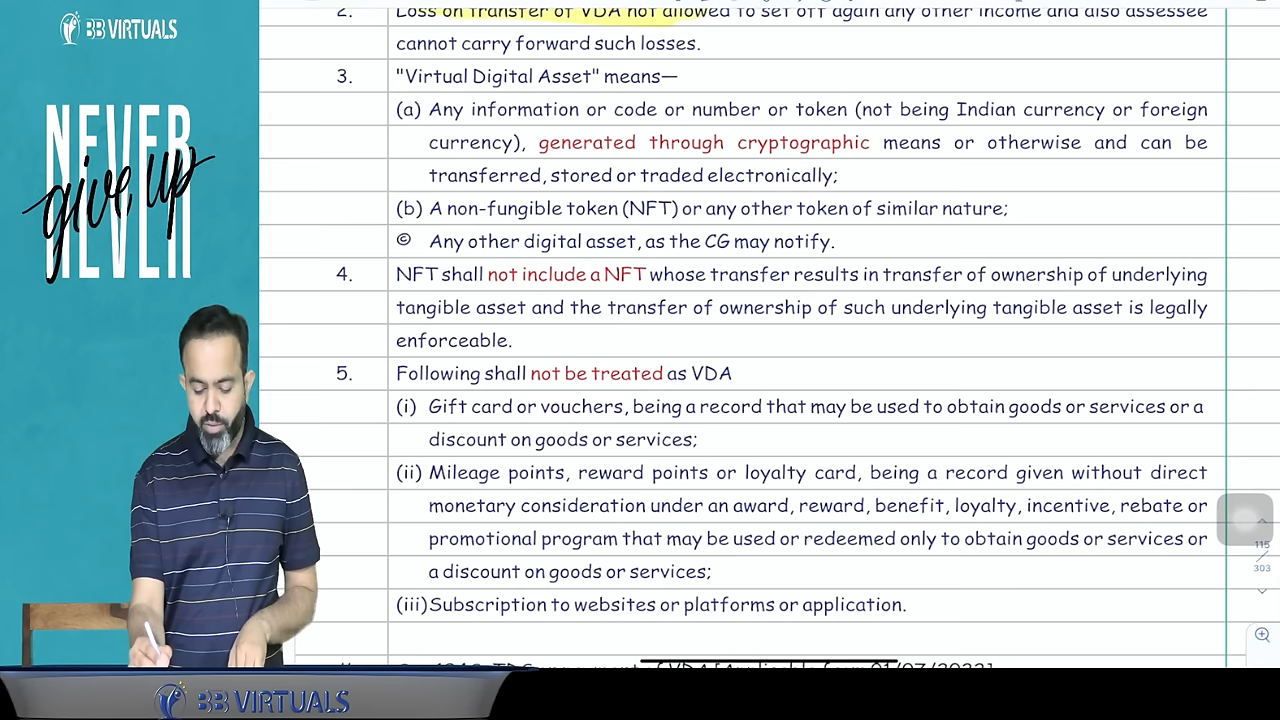 BB VIRTUALS
NEVER
give up
NEVER
2. Loss on transfer of VDA not allowed to set off again any other income and also assessee
cannot carry forward such losses.
3. "Virtual Digital Asset" means—
(a) Any information or code or number or token (not being Indian currency or foreign
currency), generated through cryptographic means or otherwise and can be
transferred, stored or traded electronically;
(b) A non-fungible token (NFT) or any other token of similar nature;
© Any other digital asset, as the CG may notify.
4. NFT shall not include a NFT whose transfer results in transfer of ownership of underlying
tangible asset and the transfer of ownership of such underlying tangible asset is legally
enforceable.
5. Following shall not be treated as VDA
(i) Gift card or vouchers, being a record that may be used to obtain goods or services or a
discount on goods or services;
(ii) Mileage points, reward points or loyalty card, being a record given without direct
monetary consideration under an award, reward, benefit, loyalty, incentive, rebate or
promotional program that may be used or redeemed only to obtain goods or services or
a discount on goods or services;
(iii) Subscription to websites or platforms or application.
115
303
of VDA
BB VIRTUALS